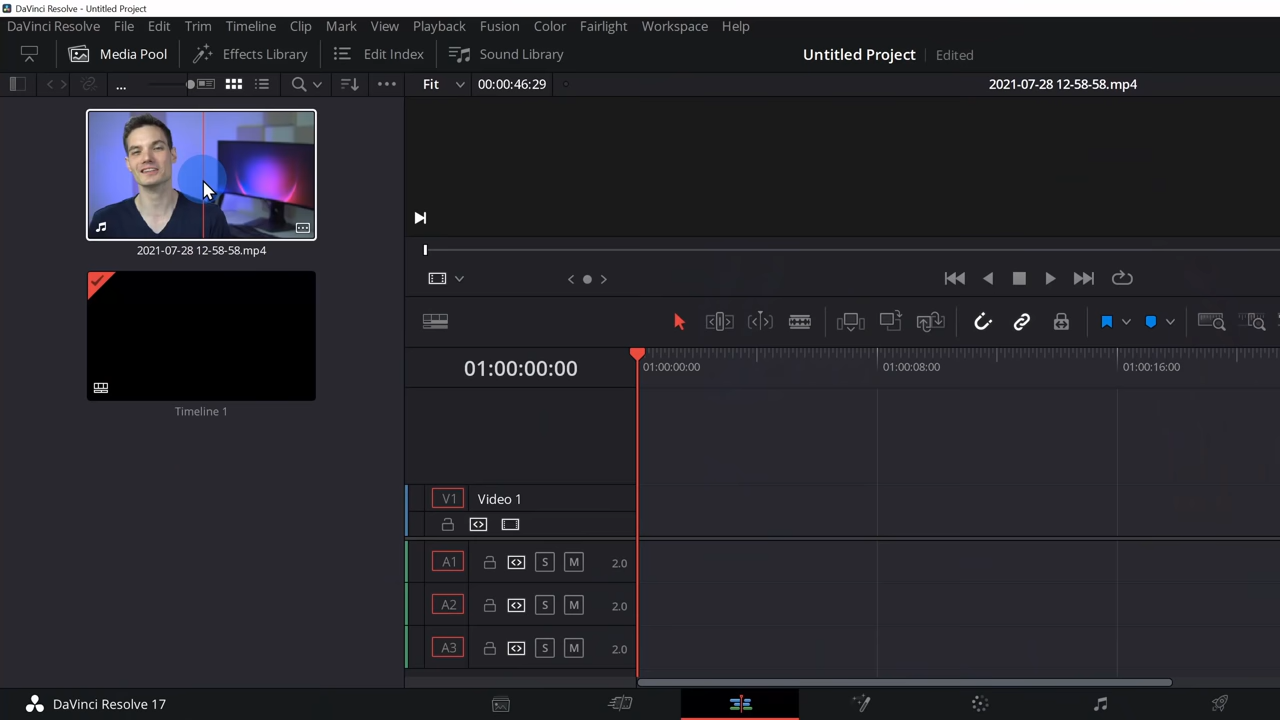 DaVinci Resolve - Untitled Project
DaVinci Resolve File Edit Trim Timeline Clip Mark View Playback Fusion Color Fairlight Workspace Help
Media Pool Effects Library Edit Index Sound Library Untitled Project Edited
... Fit 00:00:46:29 2021-07-28 12-58-58.mp4
2021-07-28 12-58-58.mp4
Timeline 1
01:00:00:00 01:00:00:00 01:00:08:00 01:00:16:00
V1 Video 1
A1 S M 2.0
A2 S M 2.0
A3 S M 2.0
DaVinci Resolve 17